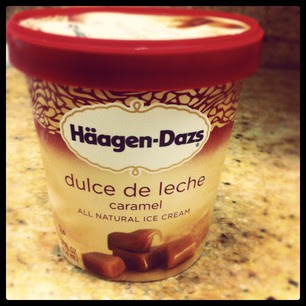 Häagen-Dazs
dulce de leche
caramel
ALL NATURAL ICE CREAM